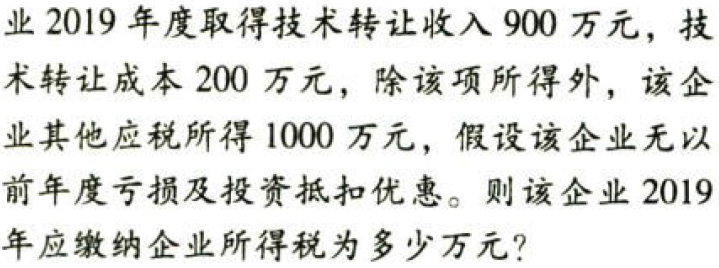 业 2019 年度取得技术转让收入 900 万元，技
术转让成本 200 万元，除该项所得外，该企
业其他应税所得 1000 万元，假设该企业无以
前年度亏损及投资抵扣优惠。则该企业 2019
年应缴纳企业所得税为多少万元？